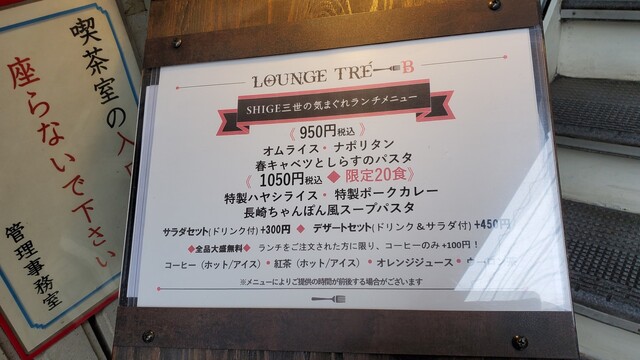 喫茶室の入口
座らないで下さい
管理事務室
LOUNGE TRÉ B
SHIGE三世の気まぐれランチメニュー
《 950円税込 》
オムライス・ナポリタン
春キャベツとしらすのパスタ
《 1050円税込 ◆ 限定20食》
特製ハヤシライス・特製ポークカレー
長崎ちゃんぽん風スープパスタ
サラダセット(ドリンク付)+300円 ◆ デザートセット(ドリンク&サラダ付)+450円
◆全品大盛無料◆ ランチをご注文された方に限り、コーヒーのみ+100円!
コーヒー(ホット/アイス)・紅茶(ホット/アイス)・オレンジジュース・ウーロン茶
※メニューによりご提供の時間が前後する場合がございます